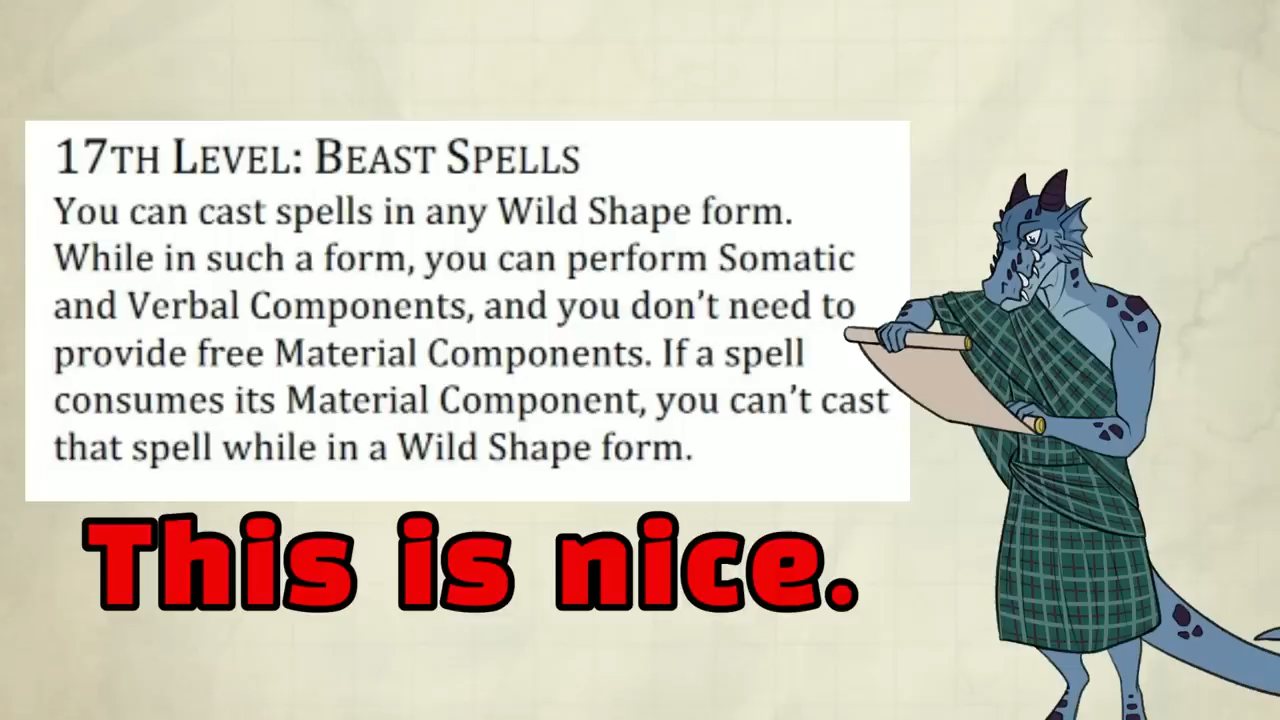 17TH LEVEL: BEAST SPELLS
You can cast spells in any Wild Shape form.
While in such a form, you can perform Somatic
and Verbal Components, and you don't need to
provide free Material Components. If a spell
consumes its Material Component, you can't cast
that spell while in a Wild Shape form.
This is nice.